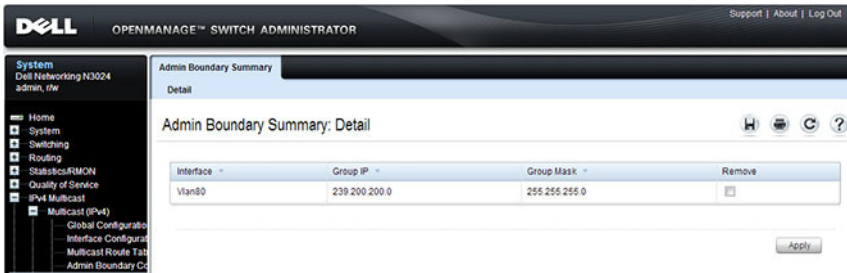 Support | About | Log Out
DELL OPENMANAGE™ SWITCH ADMINISTRATOR
System
Dell Networking N3024
admin, r/w
Home
System
Switching
Routing
Statistics/RMON
Quality of Service
IPv4 Multicast
Multicast (IPv4)
Global Configuratio
Interface Configurat
Multicast Route Tab
Admin Boundary Co
Admin Boundary Summary
Detail
Admin Boundary Summary: Detail
?
Interface Group IP Group Mask Remove
Vlan80 239.200.200.0 255.255.255.0
Apply